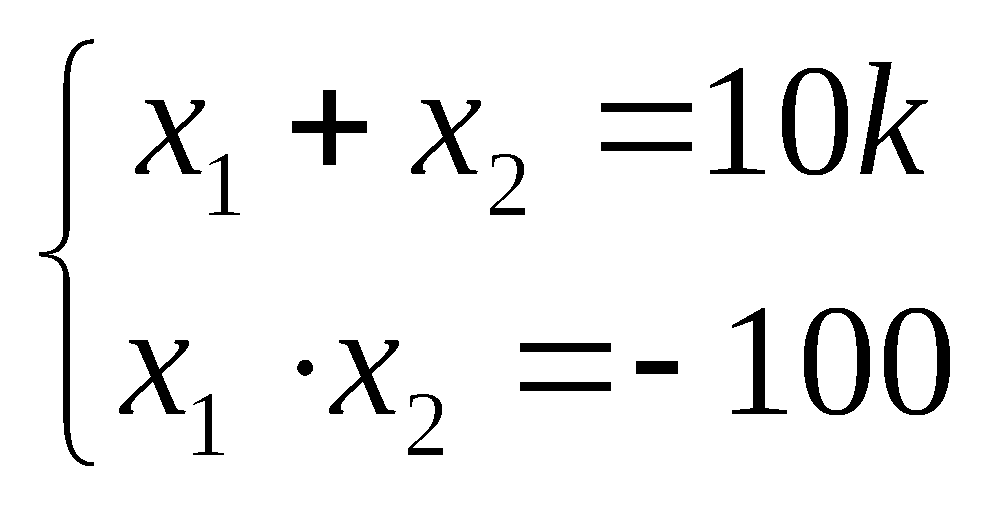 x₁ + x₂ = 10k
x₁ · x₂ = - 100